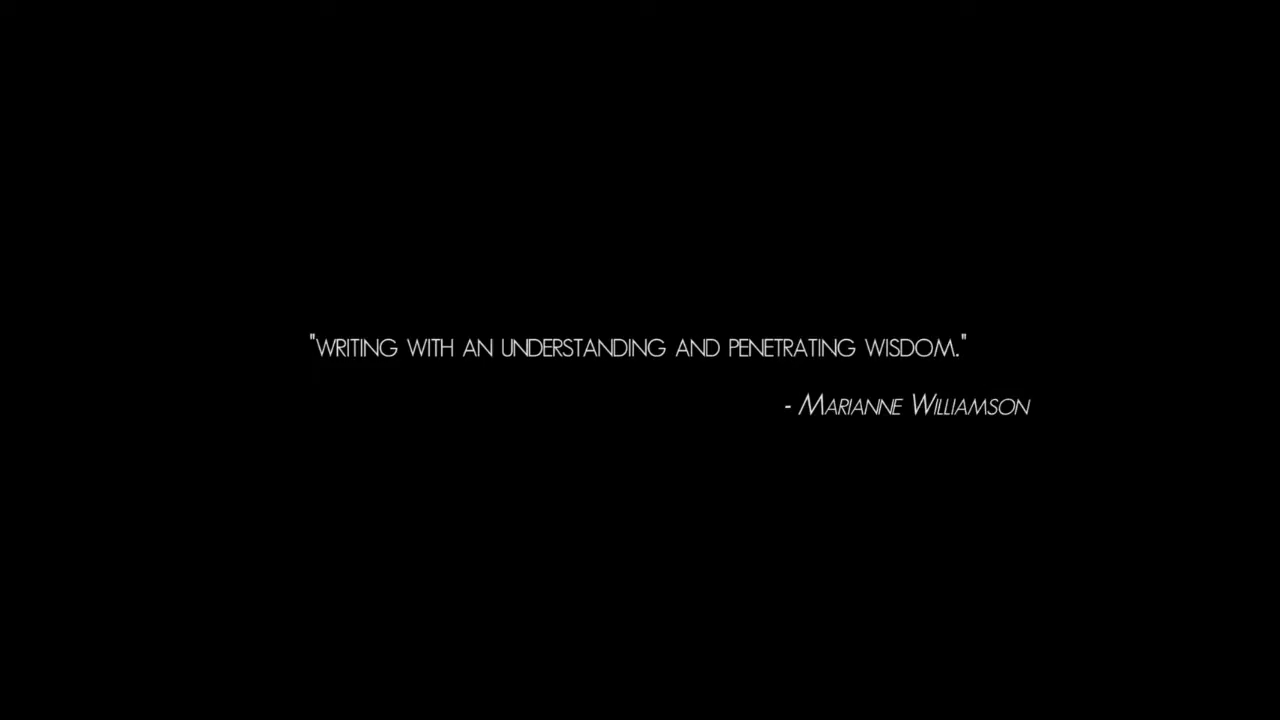 "WRITING WITH AN UNDERSTANDING AND PENETRATING WISDOM."
- MARIANNE WILLIAMSON